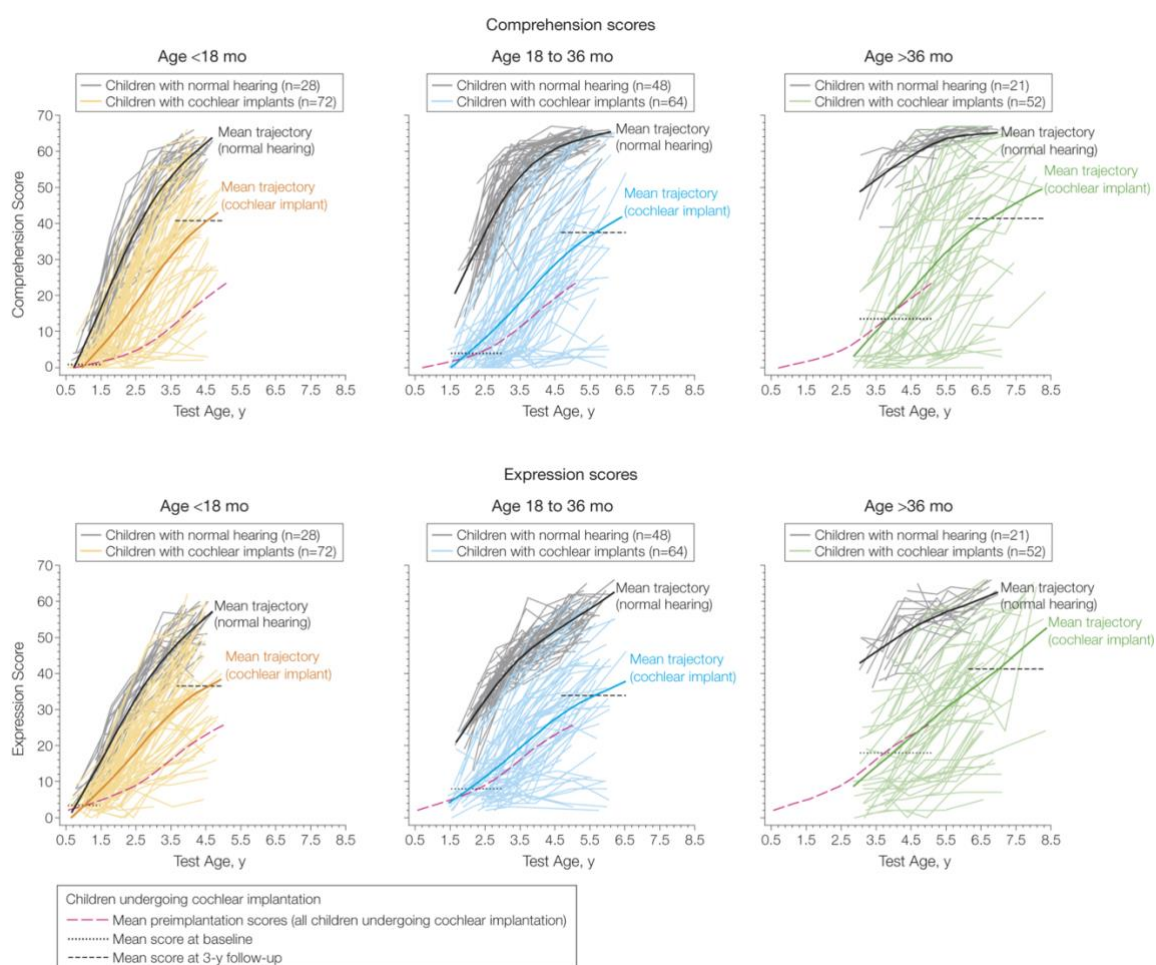 Comprehension scores
Age <18 mo
Children with normal hearing (n=28)
Children with cochlear implants (n=72)
Age 18 to 36 mo
Children with normal hearing (n=48)
Children with cochlear implants (n=64)
Age >36 mo
Children with normal hearing (n=21)
Children with cochlear implants (n=52)
Comprehension Score
70
60
50
40
30
20
10
0
Mean trajectory
(normal hearing)
Mean trajectory
(cochlear implant)
0.5 1.5 2.5 3.5 4.5 5.5 6.5 7.5 8.5
Test Age, y
Mean trajectory
(normal hearing)
Mean trajectory
(cochlear implant)
0.5 1.5 2.5 3.5 4.5 5.5 6.5 7.5 8.5
Test Age, y
Mean trajectory
(normal hearing)
Mean trajectory
(cochlear implant)
0.5 1.5 2.5 3.5 4.5 5.5 6.5 7.5 8.5
Test Age, y
Expression scores
Age <18 mo
Children with normal hearing (n=28)
Children with cochlear implants (n=72)
Age 18 to 36 mo
Children with normal hearing (n=48)
Children with cochlear implants (n=64)
Age >36 mo
Children with normal hearing (n=21)
Children with cochlear implants (n=52)
Expression Score
70
60
50
40
30
20
10
0
Mean trajectory
(normal hearing)
Mean trajectory
(cochlear implant)
0.5 1.5 2.5 3.5 4.5 5.5 6.5 7.5 8.5
Test Age, y
Mean trajectory
(normal hearing)
Mean trajectory
(cochlear implant)
0.5 1.5 2.5 3.5 4.5 5.5 6.5 7.5 8.5
Test Age, y
Mean trajectory
(normal hearing)
Mean trajectory
(cochlear implant)
0.5 1.5 2.5 3.5 4.5 5.5 6.5 7.5 8.5
Test Age, y
Children undergoing cochlear implantation
Mean preimplantation scores (all children undergoing cochlear implantation)
Mean score at baseline
Mean score at 3-y follow-up